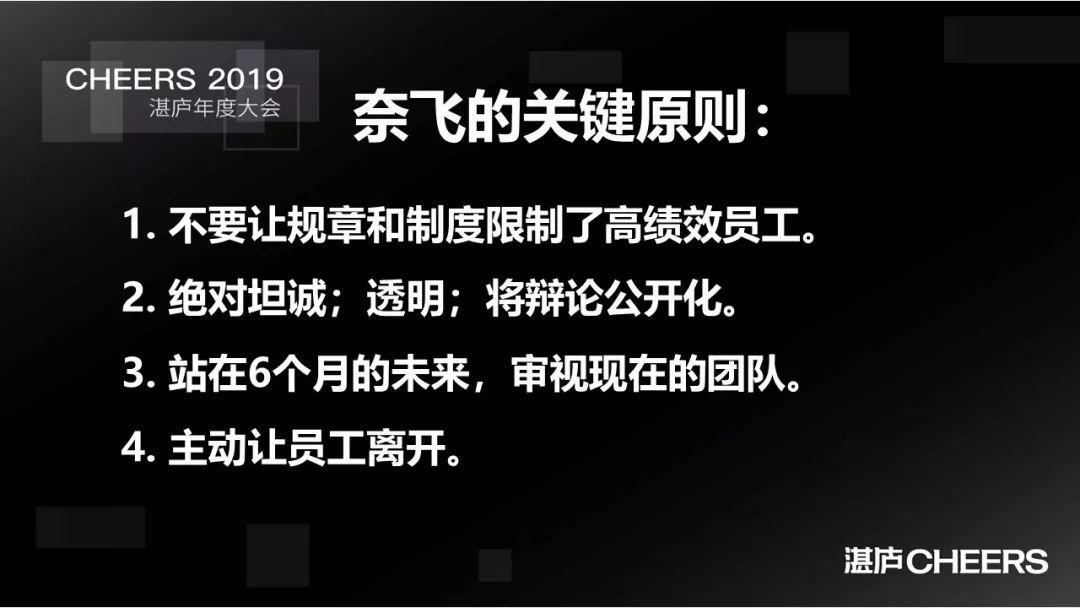 CHEERS 2019
湛庐年度大会
奈飞的关键原则：
1. 不要让规章和制度限制了高绩效员工。
2. 绝对坦诚；透明；将辩论公开化。
3. 站在6个月的未来，审视现在的团队。
4. 主动让员工离开。
湛庐CHEERS